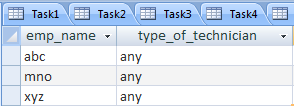 Task1 Task2 Task3 Task4
emp_name type_of_technician
abc any
mno any
xyz any